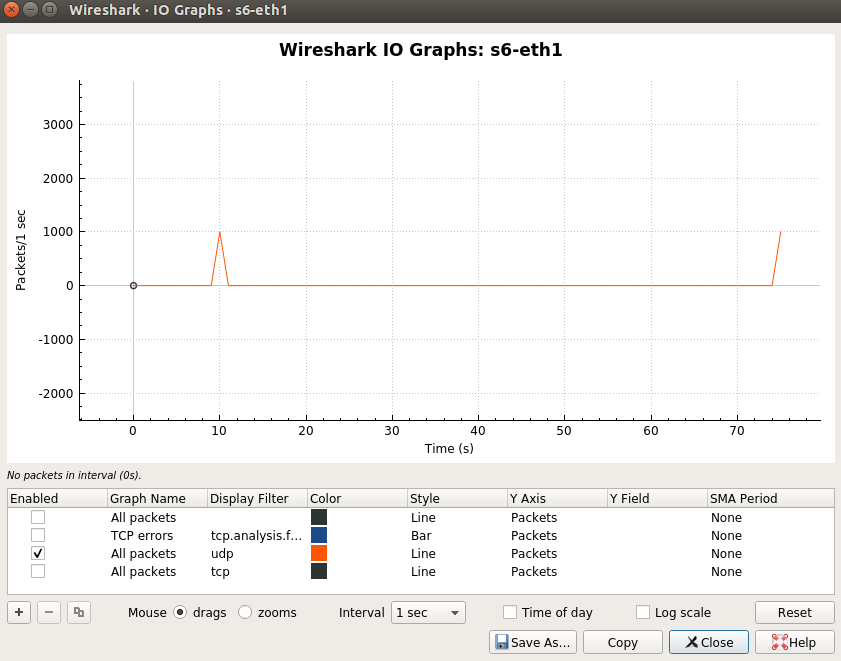 Wireshark · IO Graphs · s6-eth1
Wireshark IO Graphs: s6-eth1
3000
2000
1000
0
-1000
-2000
Packets/1 sec
0 10 20 30 40 50 60 70
Time (s)
No packets in interval (0s).
Enabled Graph Name Display Filter Color Style Y Axis Y Field SMA Period
All packets Line Packets None
TCP errors tcp.analysis.f... Bar Packets None
All packets udp Line Packets None
All packets tcp Line Packets None
Mouse drags zooms Interval 1 sec Time of day Log scale Reset
Save As... Copy Close Help